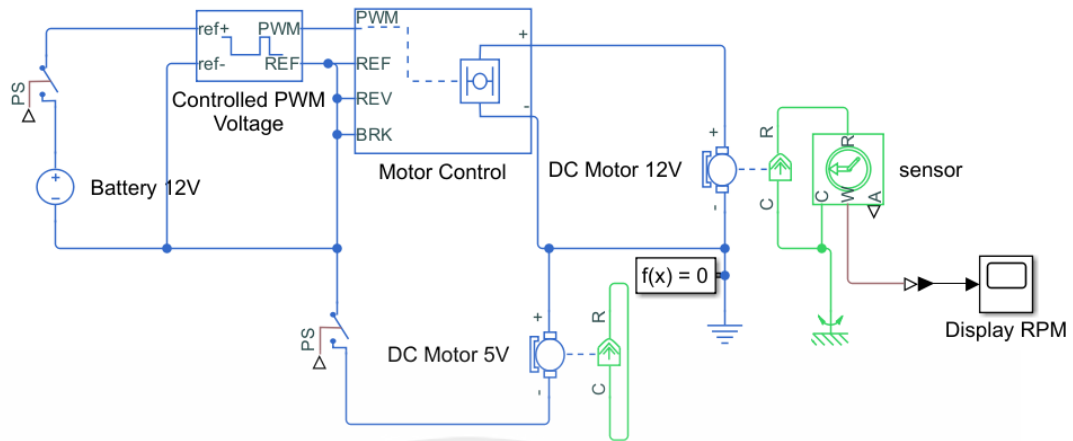 ref+ PWM
ref- REF
Controlled PWM
Voltage
PWM
REF
REV
BRK
+
-
Motor Control
PS
+
-
Battery 12V
DC Motor 12V
+
-
R
C
R
C
W
A
sensor
f(x) = 0
Display RPM
PS
DC Motor 5V
+
-
R
C